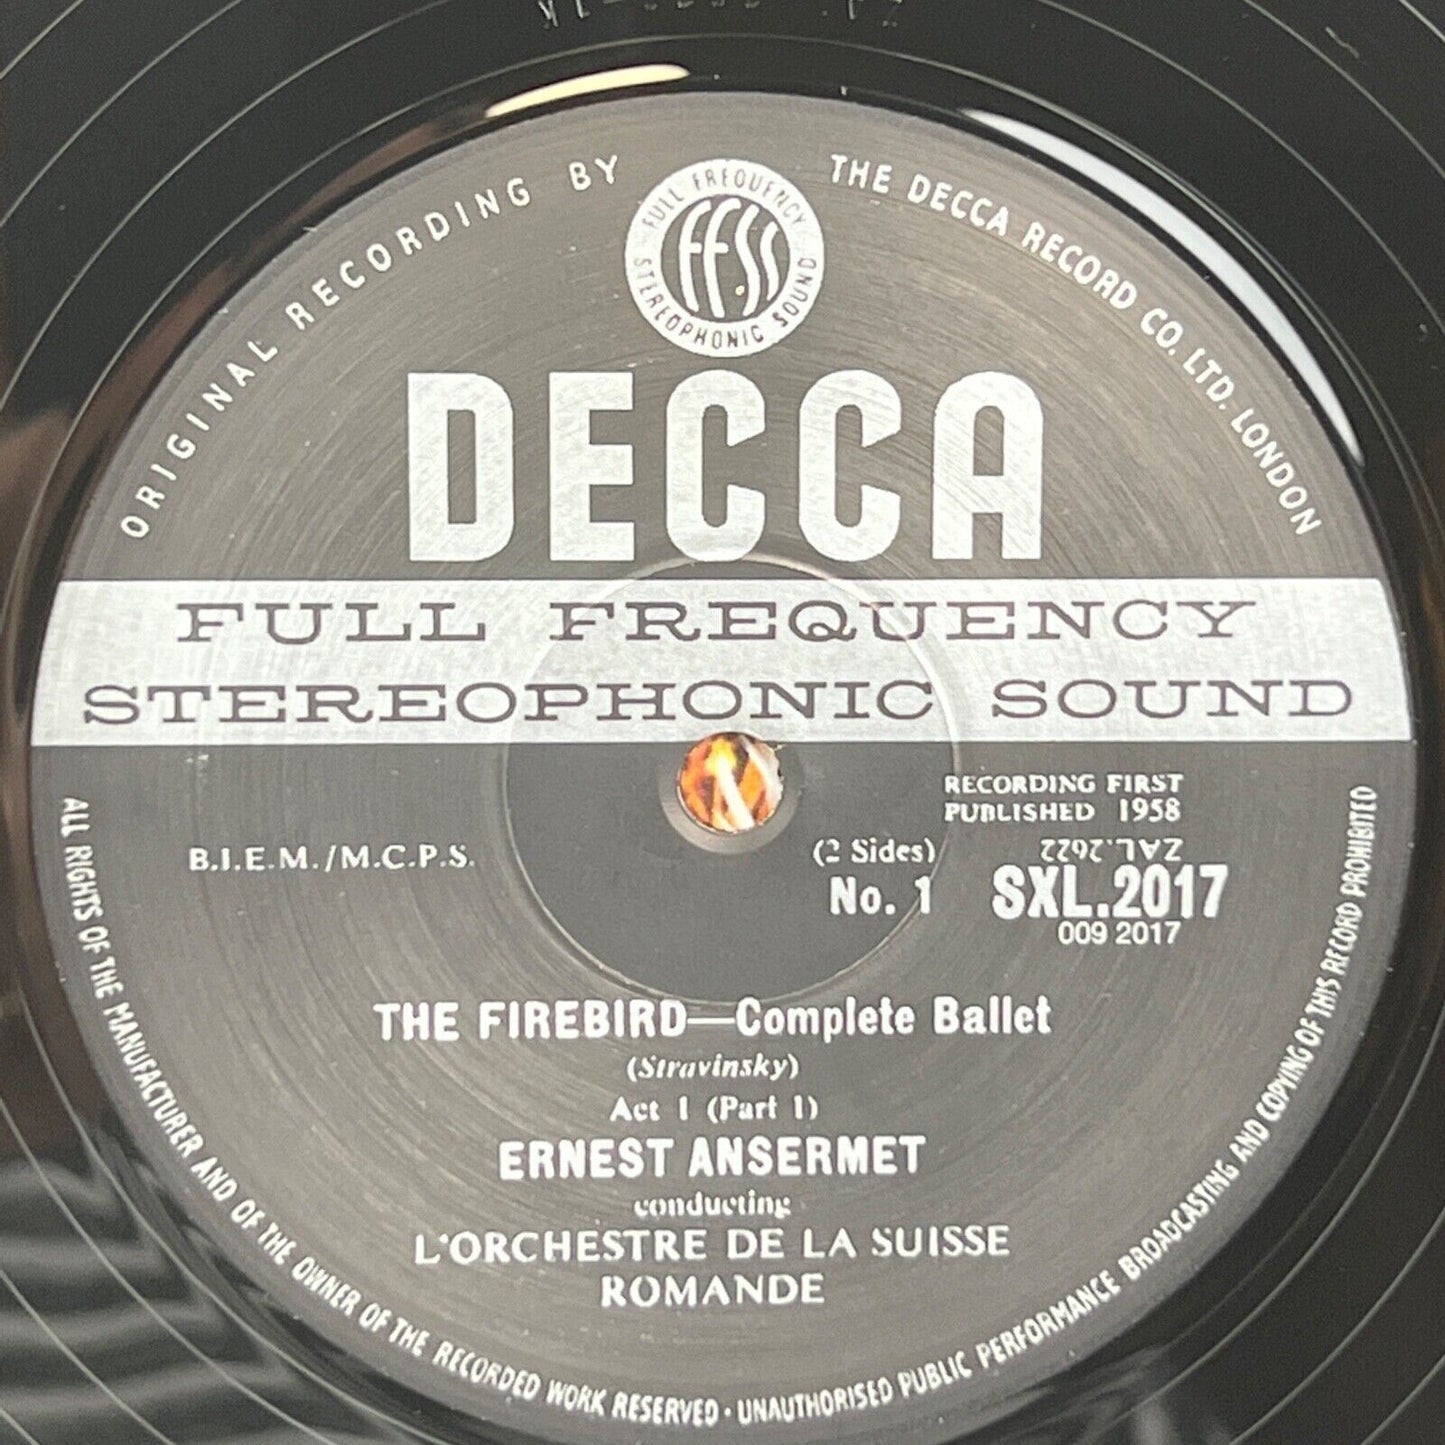 ORIGINAL RECORDING BY
THE DECCA RECORD CO. LTD. LONDON
FULL FREQUENCY
STEREOPHONIC SOUND
FFSS
DECCA
FULL FREQUENCY
STEREOPHONIC SOUND
RECORDING FIRST
PUBLISHED 1958
ZAL.2622
B.I.E.M./M.C.P.S.
(2 Sides)
No. 1
SXL.2017
009 2017
THE FIREBIRD—Complete Ballet
(Stravinsky)
Act 1 (Part 1)
ERNEST ANSERMET
conducting
L'ORCHESTRE DE LA SUISSE
ROMANDE
ALL RIGHTS OF THE MANUFACTURER AND OF THE OWNER OF THE RECORDED WORK RESERVED · UNAUTHORISED PUBLIC PERFORMANCE BROADCASTING AND COPYING OF THIS RECORD PROHIBITED